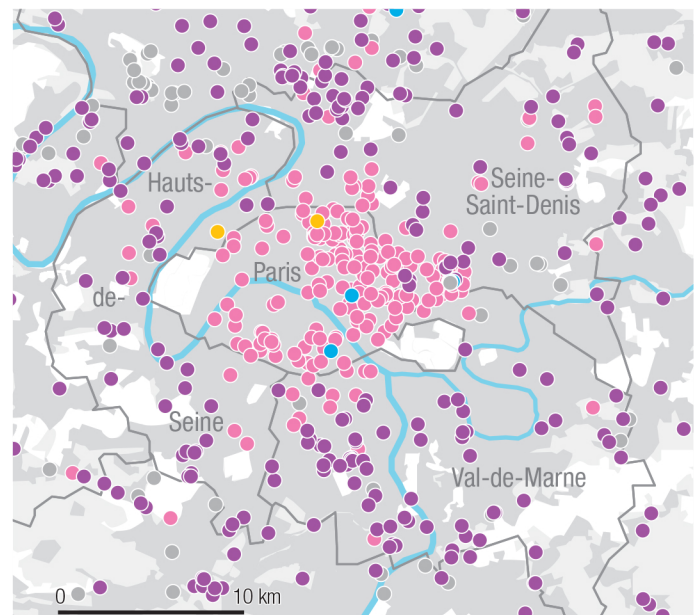 Hauts-
Seine-
Saint-Denis
Paris
de-
Seine
Val-de-Marne
0 10 km